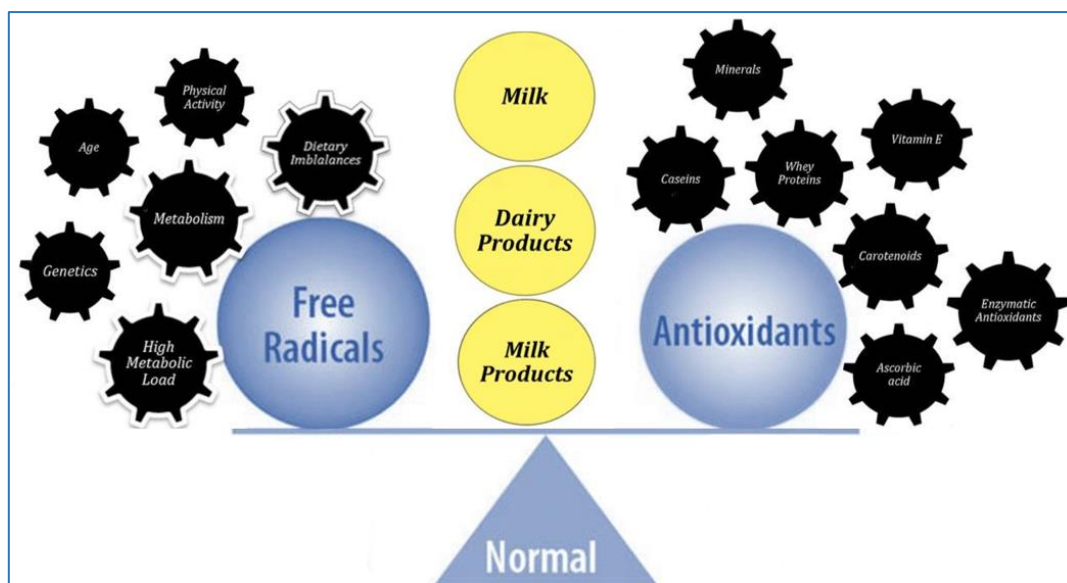 Physical
Activity
Age
Dietary
Imblalances
Metabolism
Genetics
High
Metabolic
Load
Free
Radicals
Milk
Dairy
Products
Milk
Products
Minerals
Vitamin E
Caseins
Whey
Proteins
Carotenoids
Enzymatic
Antioxidants
Ascorbic
acid
Antioxidants
Normal